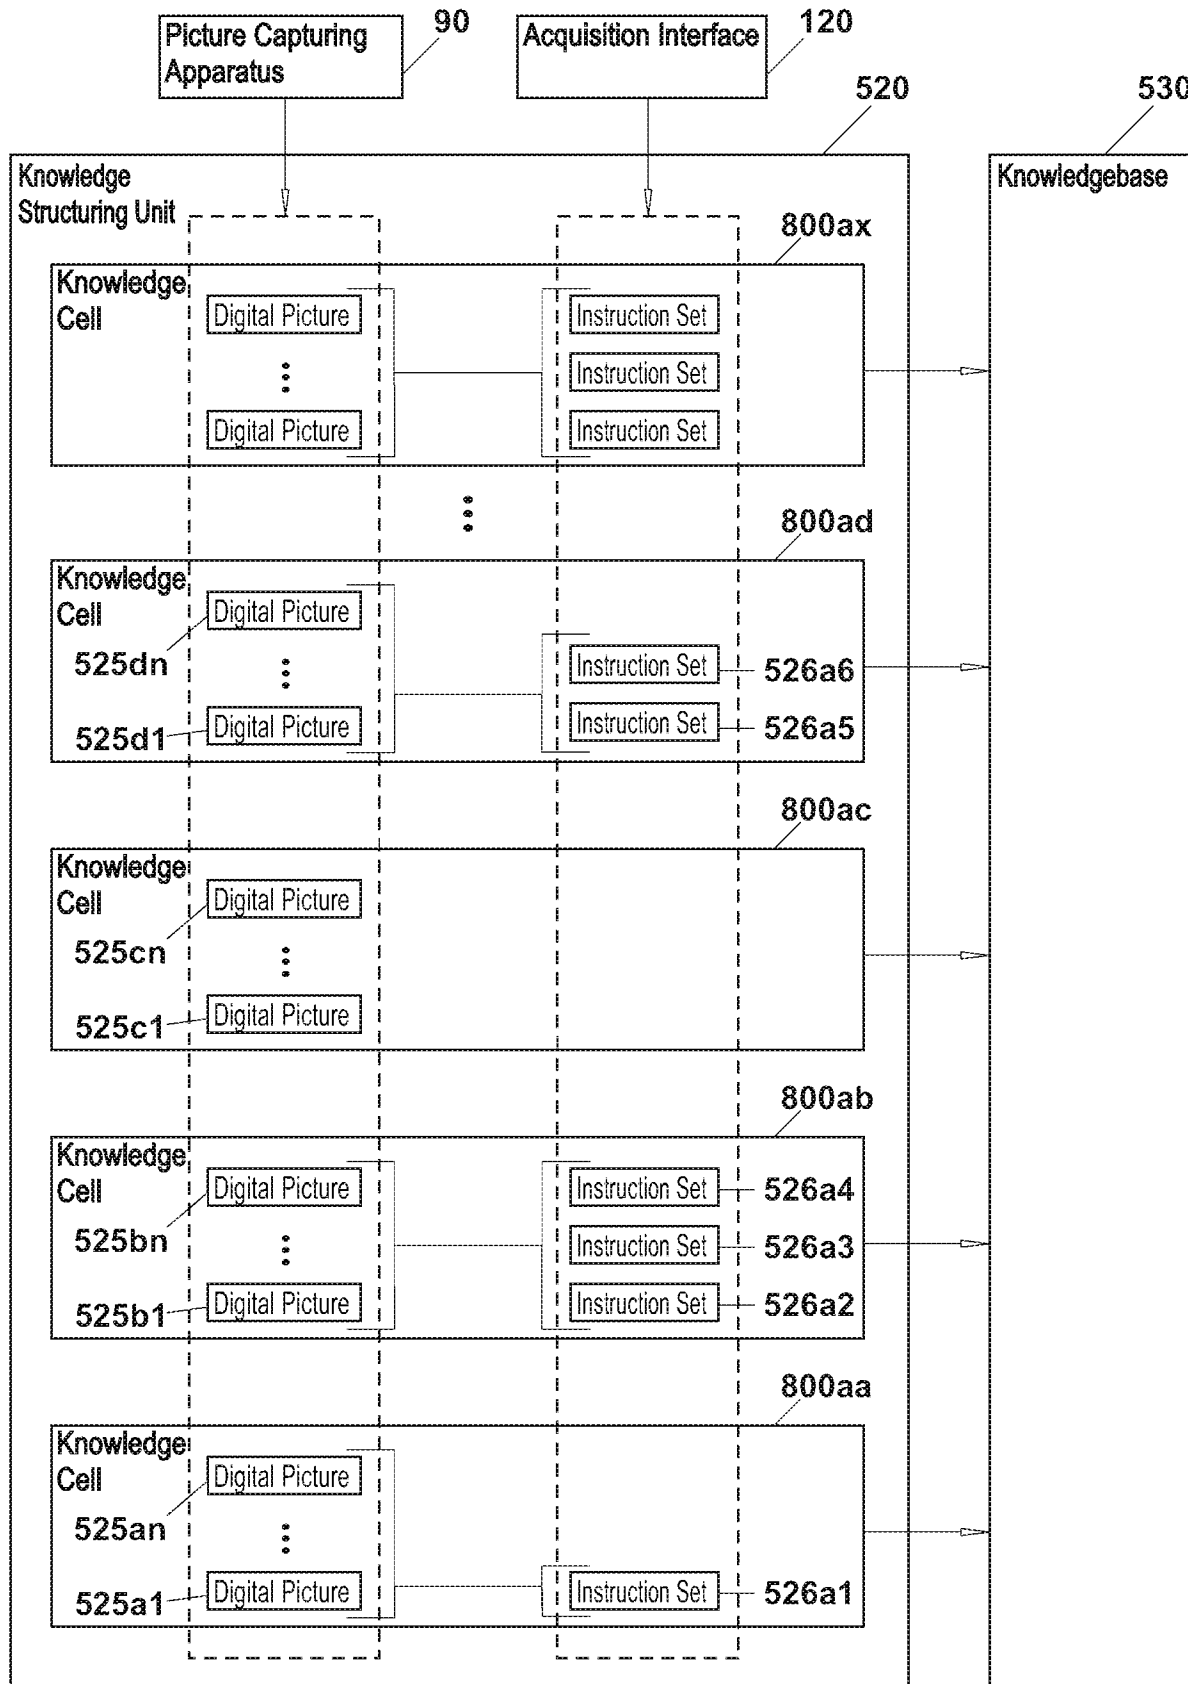 Picture Capturing
Apparatus
90
Acquisition Interface
120
520
530
Knowledge
Structuring Unit
Knowledgebase
800ax
Knowledge
Cell
Digital Picture
Instruction Set
Instruction Set
Digital Picture
Instruction Set
800ad
Knowledge
Cell
Digital Picture
525dn
Instruction Set
526a6
525d1
Digital Picture
Instruction Set
526a5
800ac
Knowledge
Cell
Digital Picture
525cn
525c1
Digital Picture
800ab
Knowledge
Cell
Digital Picture
Instruction Set
526a4
525bn
Instruction Set
526a3
525b1
Digital Picture
Instruction Set
526a2
800aa
Knowledge
Cell
Digital Picture
525an
525a1
Digital Picture
Instruction Set
526a1